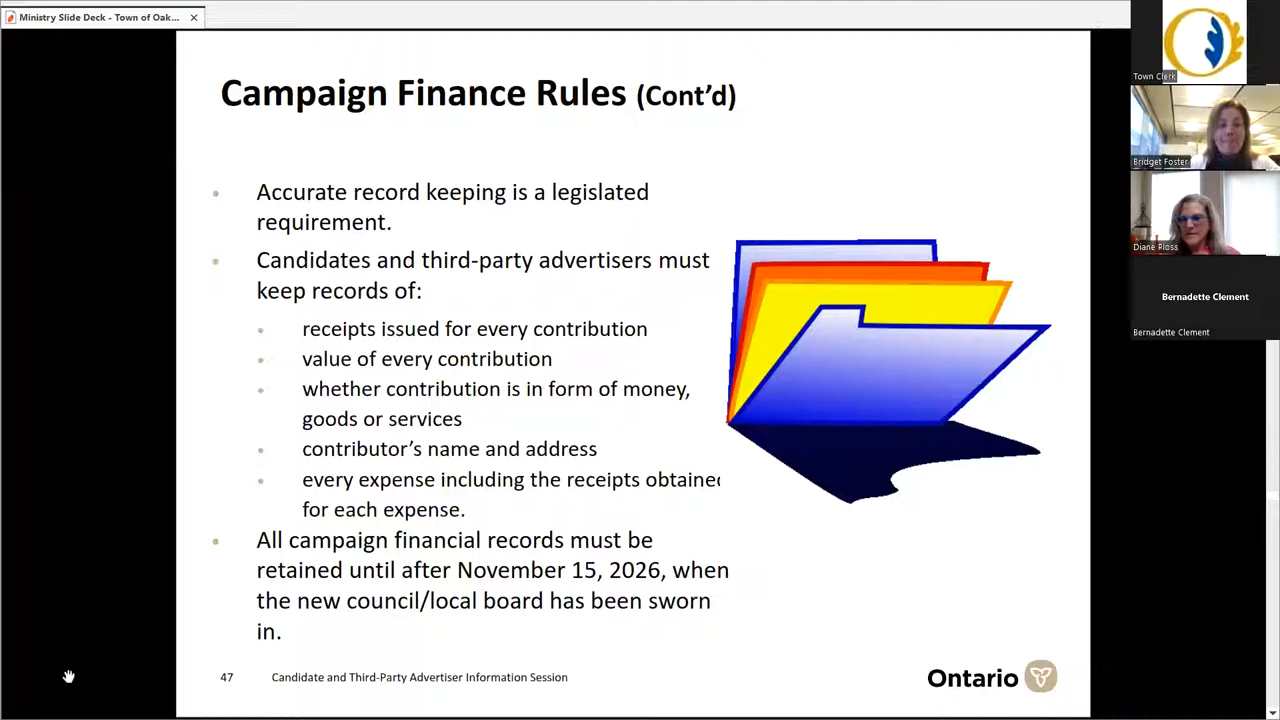 Ministry Slide Deck - Town of Oak...
Campaign Finance Rules (Cont'd)
Accurate record keeping is a legislated
requirement.
Candidates and third-party advertisers must
keep records of:
receipts issued for every contribution
value of every contribution
whether contribution is in form of money,
goods or services
contributor's name and address
every expense including the receipts obtained
for each expense.
All campaign financial records must be
retained until after November 15, 2026, when
the new council/local board has been sworn
in.
47
Candidate and Third-Party Advertiser Information Session
Ontario
Town Clerk
Bridget Foster
Diane Ploss
Bernadette Clement
Bernadette Clement